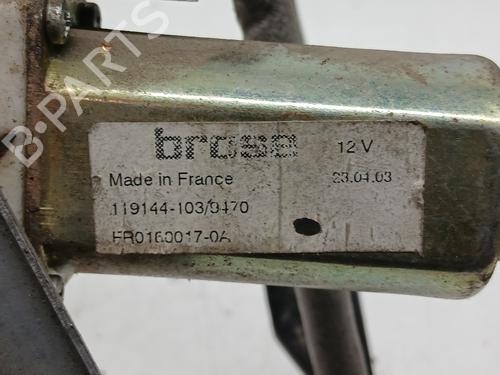 brose
12 V
Made in France
23.04.03
119144-103/9470
FR0160017-0A
B-PARTS